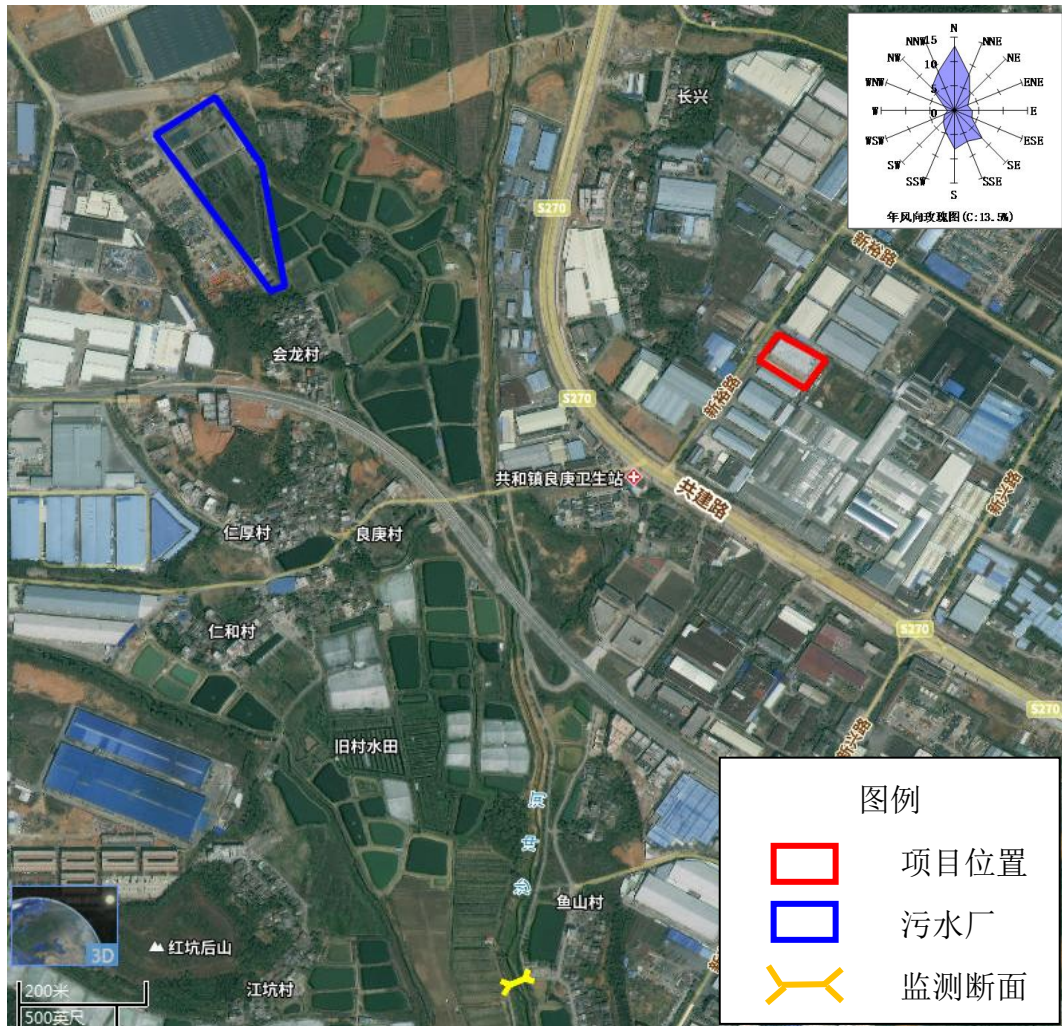 N
NNE
NE
ENE
E
ESE
SE
SSE
S
SSW
SW
WSW
W
WNW
NW
NNW
15
10
5
0
年风向玫瑰图(C:13.5%)
长兴
S270
新裕路
会龙村
S270
新裕路
共和镇良庚卫生站
共建路
新兴路
仁厚村
良庚村
仁和村
S270
S270
旧村水田
新兴路
鱼山村
红坑后山
江坑村
3D
200米
500英尺
图例
项目位置
污水厂
监测断面